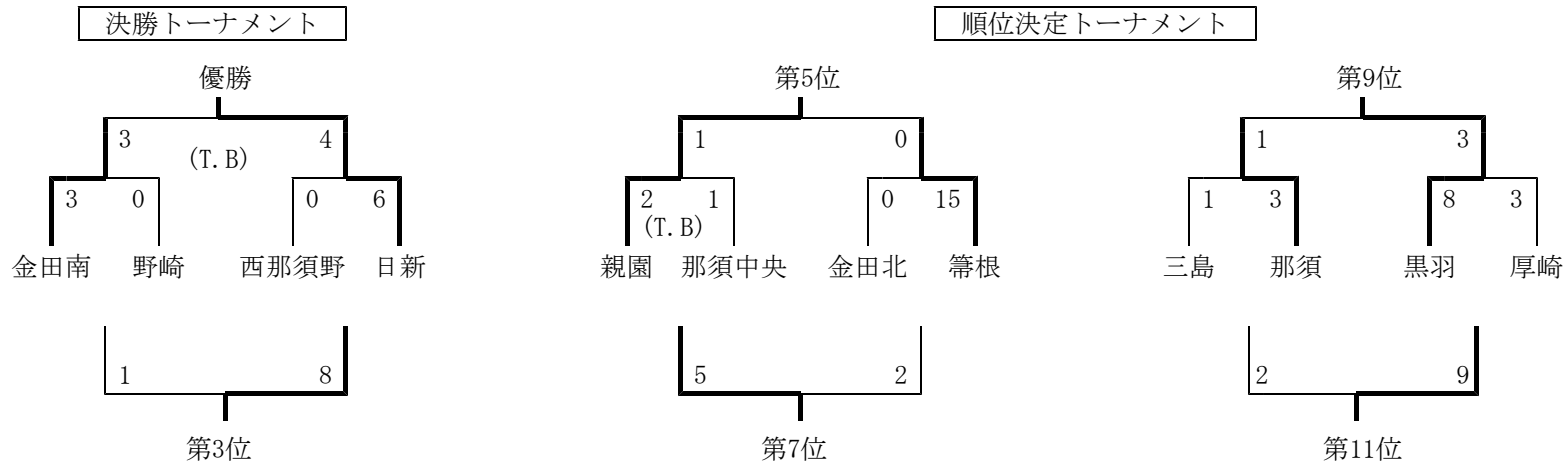 決勝トーナメント 順位決定トーナメント
優勝 第5位 第9位
3 4 1 0 1 3
(T.B)
3 0 0 6 2 1 0 15 1 3 8 3
(T.B)
金田南 野崎 西那須野 日新 親園 那須中央 金田北 箒根 三島 那須 黒羽 厚崎
1 8 5 2 2 9
第3位 第7位 第11位